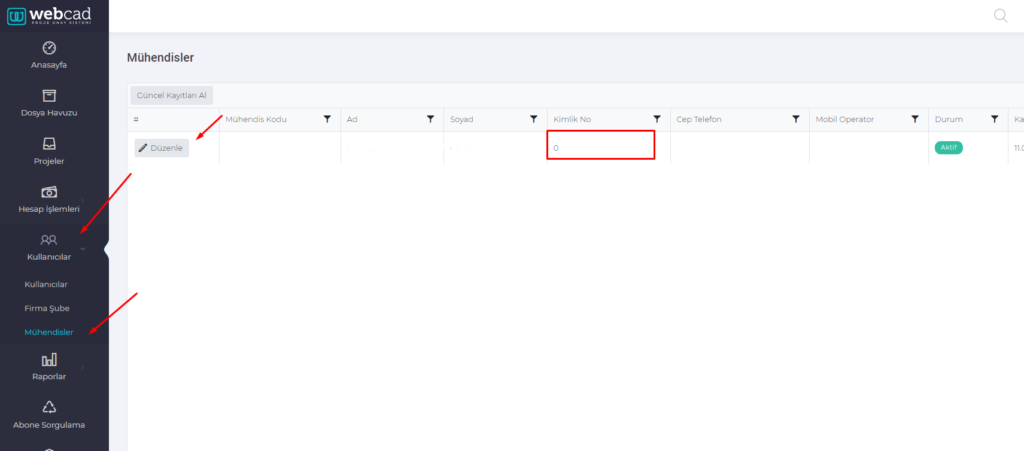 webcad
PROJE ONAY SİSTEMİ
Anasayfa
Dosya Havuzu
Projeler
Hesap İşlemleri
Kullanıcılar
Kullanıcılar
Firma Şube
Mühendisler
Raporlar
Abone Sorgulama
Mühendisler
Güncel Kayıtları Al
# Mühendis Kodu Ad Soyad Kimlik No Cep Telefon Mobil Operator Durum Ka
Düzenle 0 Aktif 11.0